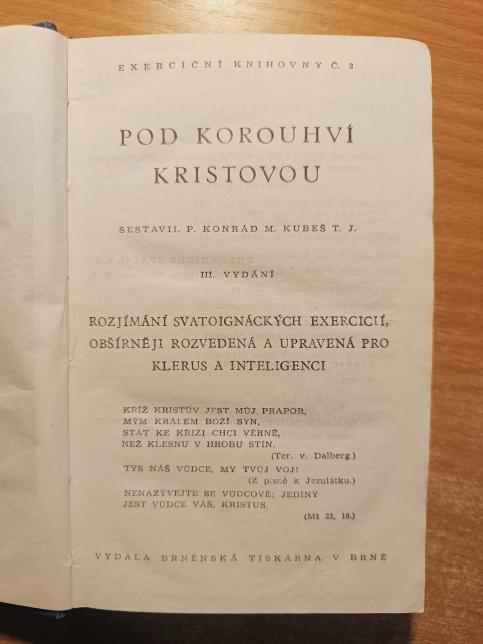 EXERCIČNÍ KNIHOVNY Č. 2
POD KOROUHVÍ
KRISTOVOU
SESTAVIL P. KONRÁD M. KUBEŠ T. J.
III. VYDÁNÍ
ROZJÍMÁNÍ SVATOIGNÁCKÝCH EXERCICIÍ,
OBŠÍRNĚJI ROZVEDENÁ A UPRAVENÁ PRO
KLERUS A INTELIGENCI
KŘÍŽ KRISTŮV JEST MŮJ PRAPOR,
MÝM KRÁLEM BOŽÍ SYN,
STÁT KE KŘÍŽI CHCI VĚRNĚ,
NEŽ KLESNU V HROBU STÍN.
(Ter. v. Dalberg.)
TYS NÁŠ VŮDCE, MY TVŮJ VOJ!
(Z písně k Jezulátku.)
NENAZÝVEJTE SE VŮDCOVÉ; JEDINÝ
JEST VŮDCE VÁŠ, KRISTUS.
(Mt 23, 10.)
VYDALA BRNĚNSKÁ TISKÁRNA V BRNĚ